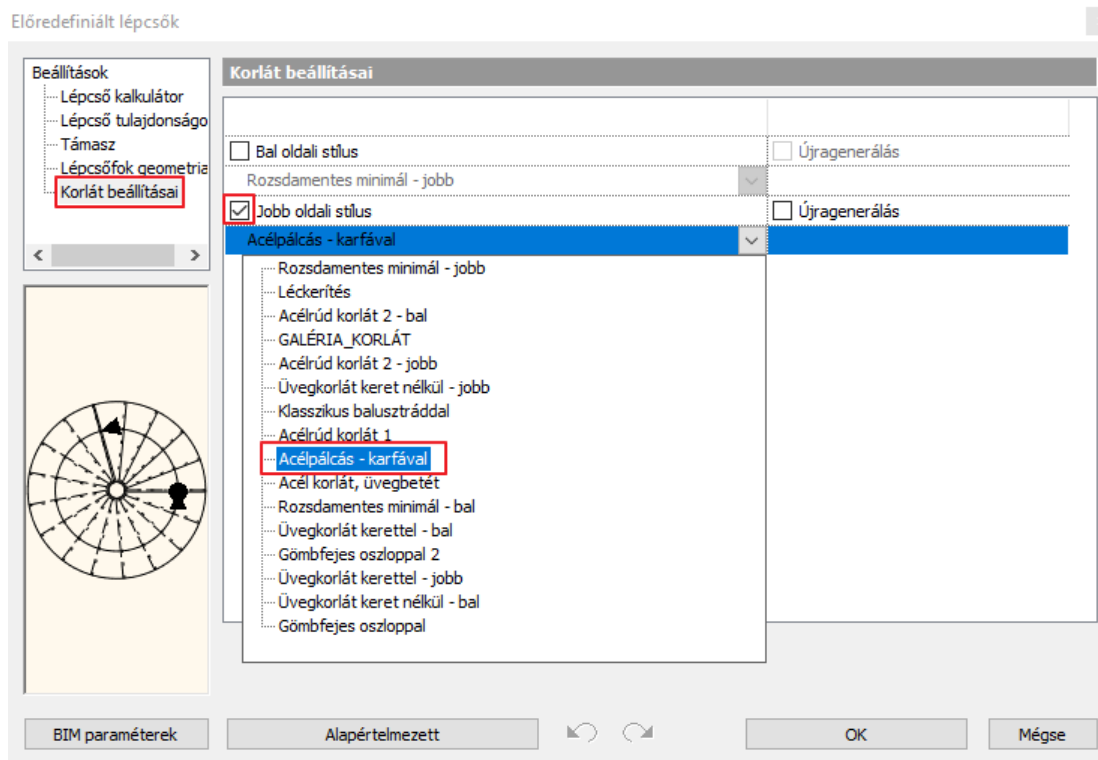 Előredefiniált lépcsők
Beállítások
Lépcső kalkulátor
Lépcső tulajdonságo
Támasz
Lépcsőfok geometria
Korlát beállításai
Korlát beállításai
Bal oldali stílus
Újragenerálás
Rozsdamentes minimál - jobb
Jobb oldali stílus
Újragenerálás
Acélpálcás - karfával
Rozsdamentes minimál - jobb
Léckerítés
Acélrúd korlát 2 - bal
GALÉRIA_KORLÁT
Acélrúd korlát 2 - jobb
Üvegkorlát keret nélkül - jobb
Klasszikus balusztráddal
Acélrúd korlát 1
Acélpálcás - karfával
Acél korlát, üvegbetét
Rozsdamentes minimál - bal
Üvegkorlát kerettel - bal
Gömbfejes oszloppal 2
Üvegkorlát kerettel - jobb
Üvegkorlát keret nélkül - bal
Gömbfejes oszloppal
BIM paraméterek
Alapértelmezett
OK
Mégse